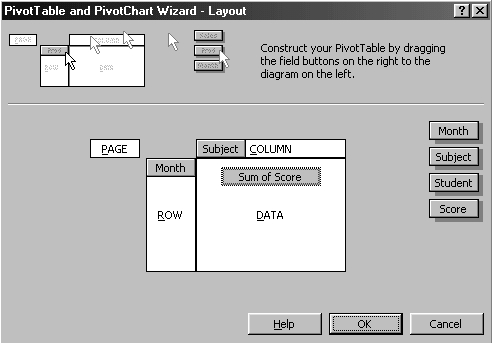 PivotTable and PivotChart Wizard - Layout
Construct your PivotTable by dragging
the field buttons on the right to the
diagram on the left.
PAGE
Subject COLUMN
Month
Sum of Score
ROW
DATA
Month
Subject
Student
Score
Help
OK
Cancel